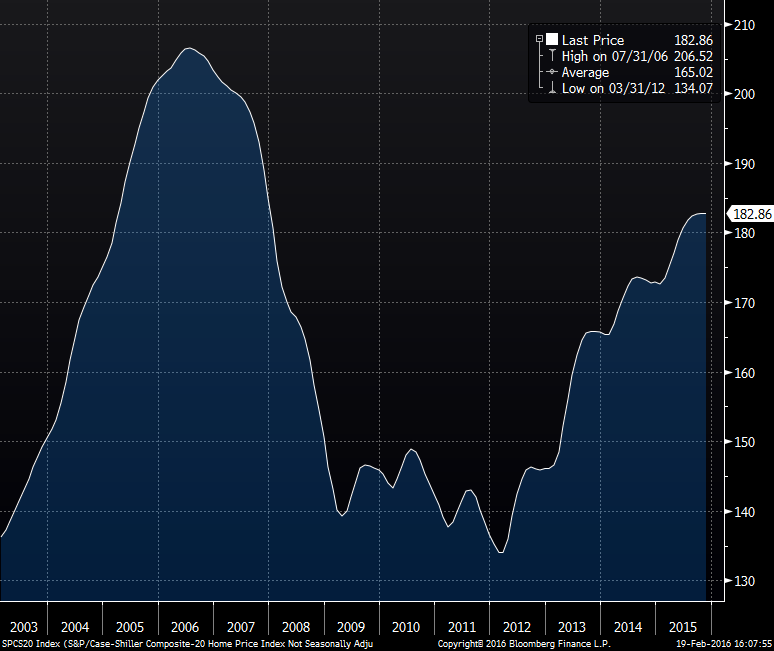 Last Price 182.86
High on 07/31/06 206.52
Average 165.02
Low on 03/31/12 134.07
210
200
190
182.86
180
170
160
150
140
130
2003 2004 2005 2006 2007 2008 2009 2010 2011 2012 2013 2014 2015
SPCS20 Index (S&P/Case-Shiller Composite-20 Home Price Index Not Seasonally Adju Copyright© 2016 Bloomberg Finance L.P. 19-Feb-2016 16:07:55